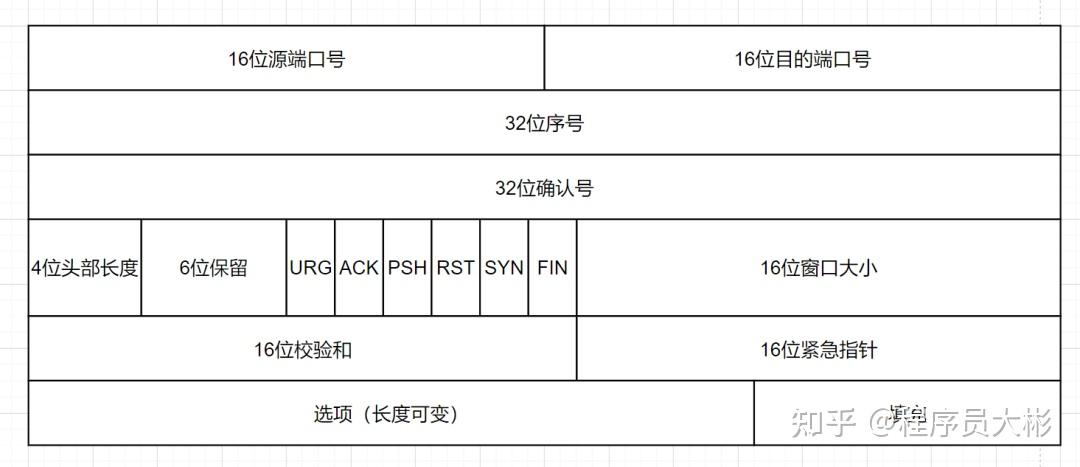 16位源端口号
16位目的端口号
32位序号
32位确认号
4位头部长度
6位保留
URG
ACK
PSH
RST
SYN
FIN
16位窗口大小
16位校验和
16位紧急指针
选项（长度可变）
填充
知乎 @程序员大彬